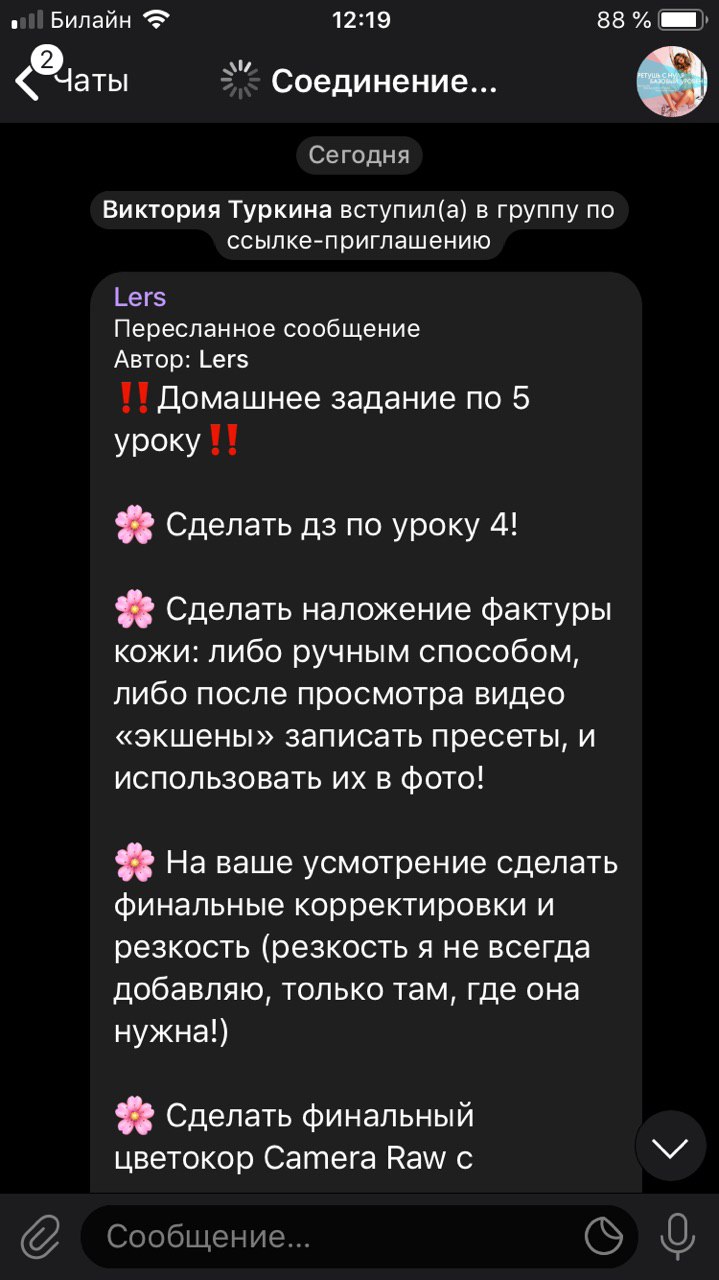 Билайн 12:19 88 %
2
Чаты Соединение...
РЕТУШЬ С НУЛЯ
Сегодня
Виктория Туркина вступил(а) в группу по
ссылке-приглашению
Lers
Пересланное сообщение
Автор: Lers
‼️Домашнее задание по 5
уроку‼️
🌸 Сделать дз по уроку 4!
🌸 Сделать наложение фактуры
кожи: либо ручным способом,
либо после просмотра видео
«экшены» записать пресеты, и
использовать их в фото!
🌸 На ваше усмотрение сделать
финальные корректировки и
резкость (резкость я не всегда
добавляю, только там, где она
нужна!)
🌸 Сделать финальный
цветокор Camera Raw с
Сообщение...